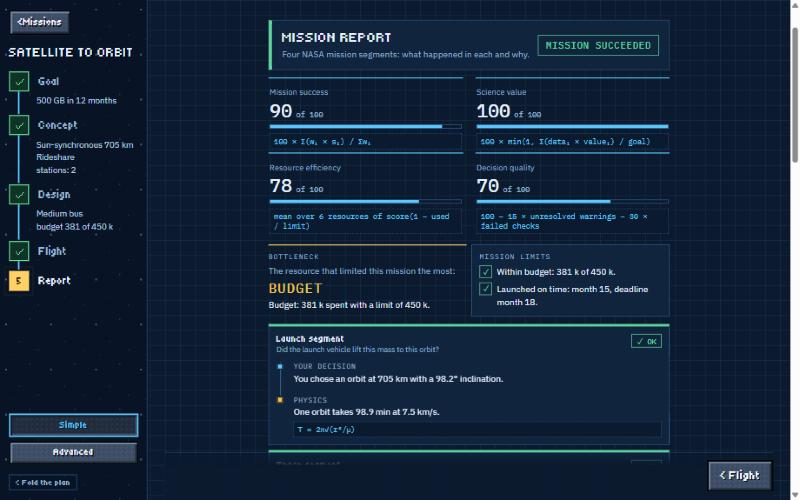 < Missions
SATELLITE TO ORBIT
Goal
500 GB in 12 months
Concept
Sun-synchronous 705 km
Rideshare
stations: 2
Design
Medium bus
budget 381 of 450 k
Flight
5 Report
Simple
Advanced
< Fold the plan
MISSION REPORT
Four NASA mission segments: what happened in each and why.
MISSION SUCCEEDED
Mission success
90 of 100
100 × Σ(wᵢ × sᵢ) / Σwᵢ
Science value
100 of 100
100 × min(1, Σ(dataᵢ × valueᵢ) / goal)
Resource efficiency
78 of 100
mean over 6 resources of score(1 − used
/ limit)
Decision quality
70 of 100
100 − 15 × unresolved warnings − 30 ×
failed checks
BOTTLENECK
The resource that limited this mission the most:
BUDGET
Budget: 381 k spent with a limit of 450 k.
MISSION LIMITS
✓ Within budget: 381 k of 450 k.
✓ Launched on time: month 15, deadline
month 18.
Launch segment
Did the launch vehicle lift this mass to this orbit?
✓ OK
YOUR DECISION
You chose an orbit at 705 km with a 98.2° inclination.
PHYSICS
One orbit takes 98.9 min at 7.5 km/s.
T = 2π√(r³/μ)
< Flight